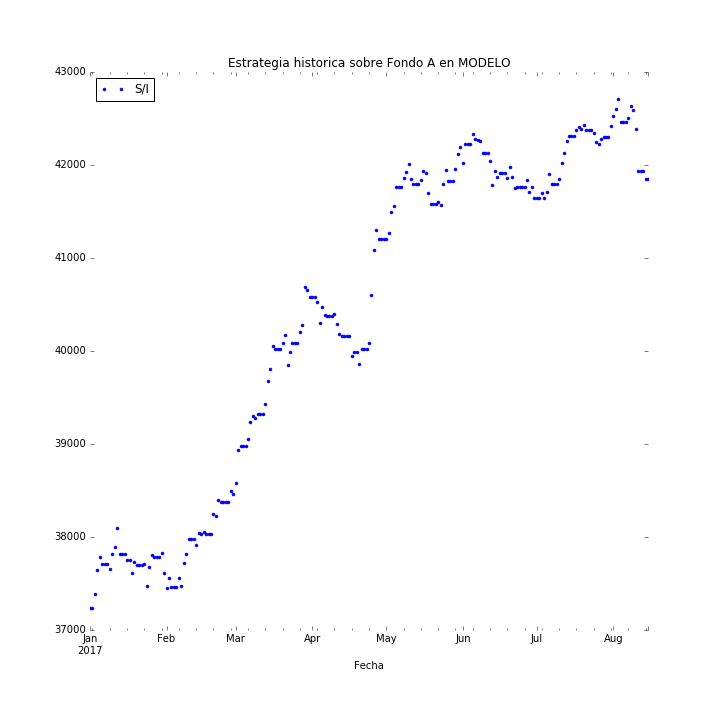 Estrategia historica sobre Fondo A en MODELO
S/I
43000
42000
41000
40000
39000
38000
37000
Jan Feb Mar Apr May Jun Jul Aug
2017
Fecha